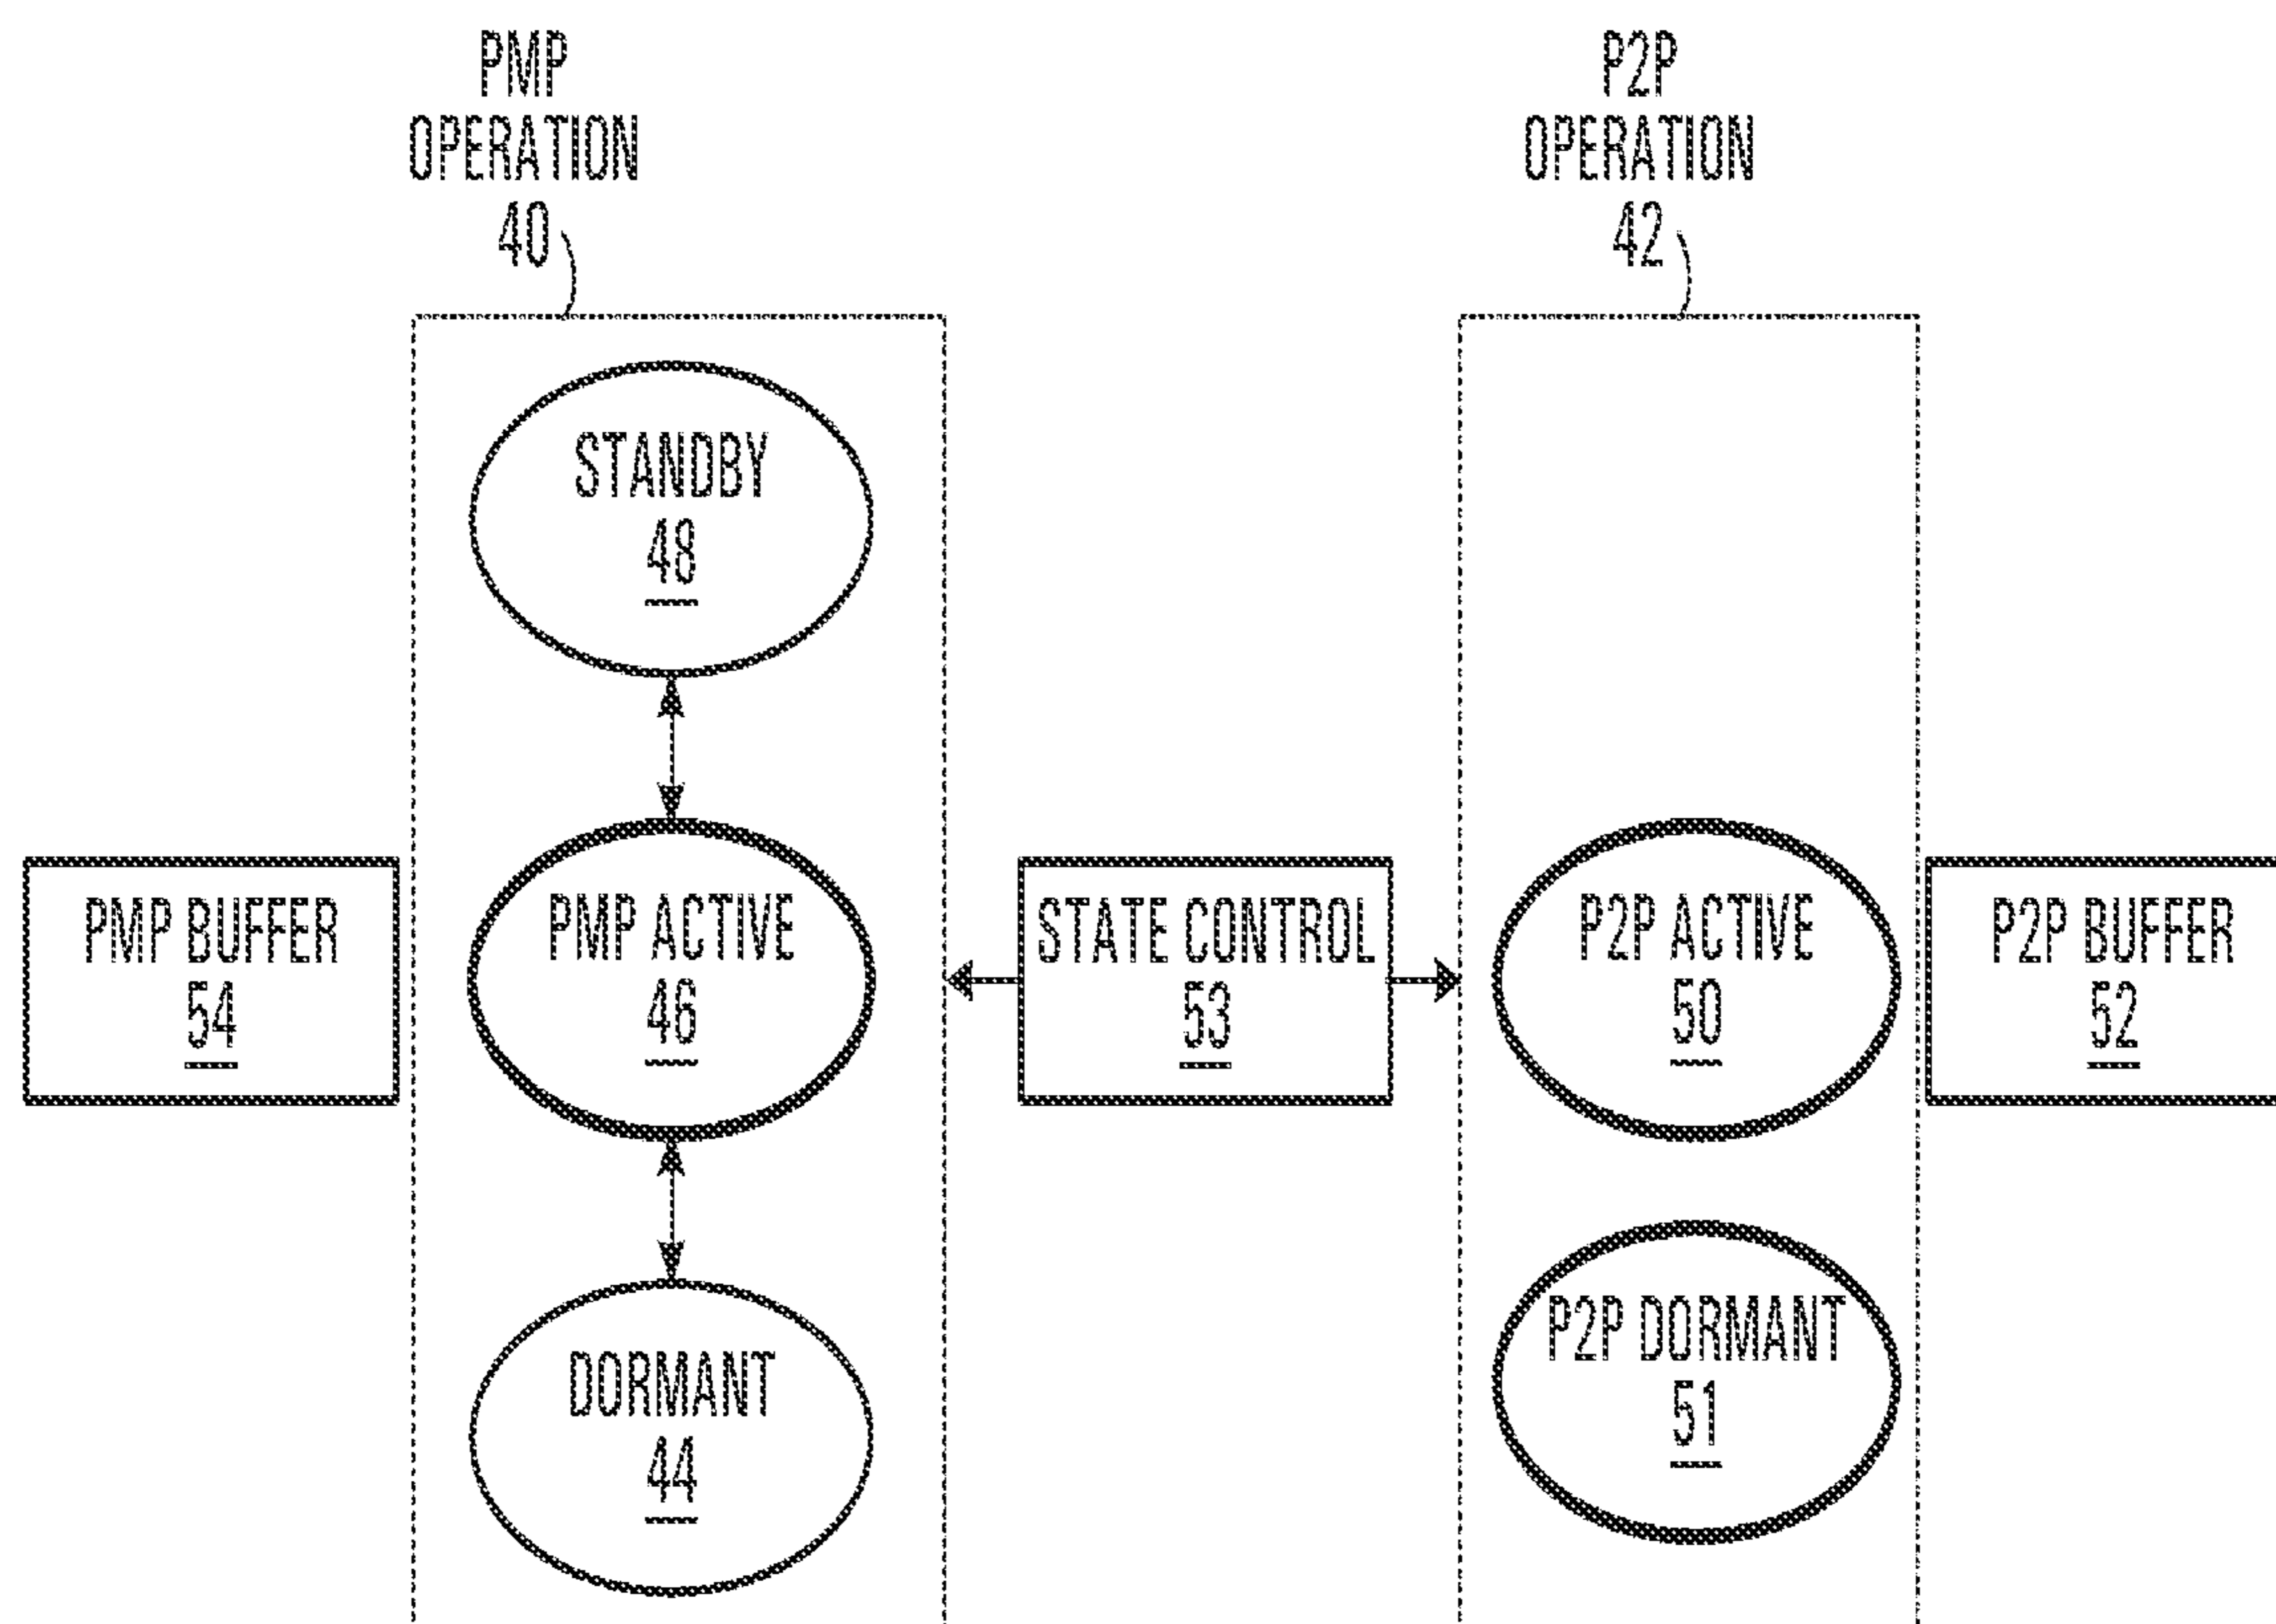 PMP
OPERATION
40
P2P
OPERATION
42
STANDBY
48
PMP BUFFER
54
PMP ACTIVE
46
STATE CONTROL
53
P2P ACTIVE
50
P2P BUFFER
52
DORMANT
44
P2P DORMANT
51